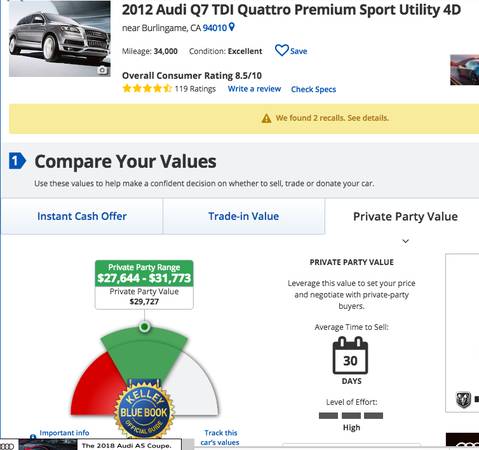 2012 Audi Q7 TDI Quattro Premium Sport Utility 4D
near Burlingame, CA 94010
Mileage: 34,000 Condition: Excellent Save
Overall Consumer Rating 8.5/10
119 Ratings Write a review Check Specs
We found 2 recalls. See details.
1 Compare Your Values
Use these values to help make a confident decision on whether to sell, trade or donate your car.
Instant Cash Offer Trade-in Value Private Party Value
Private Party Range
$27,644 - $31,773
Private Party Value
$29,727
KELLEY
BLUE BOOK
OFFICIAL GUIDE
Important info
Track this
car's values
PRIVATE PARTY VALUE
Leverage this value to set your price
and negotiate with private-party
buyers.
Average Time to Sell:
30
DAYS
Level of Effort:
High
The 2018 Audi A5 Coupe.